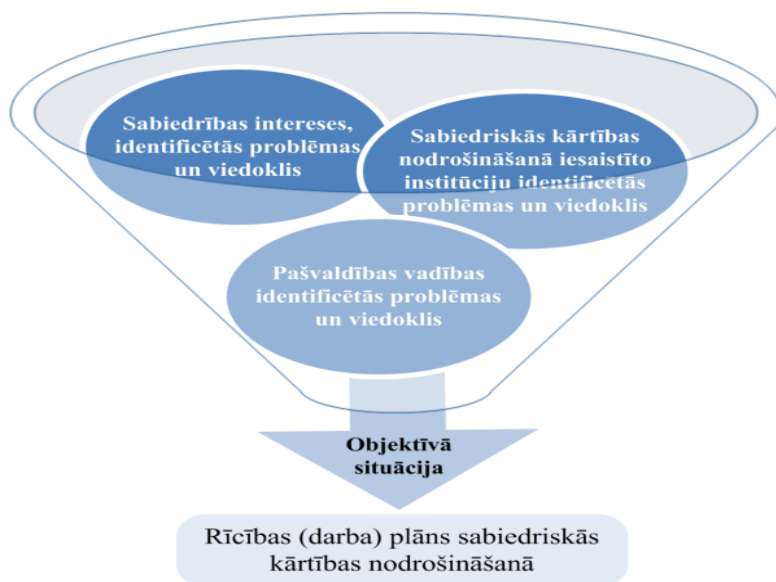 Sabiedrības intereses,
identificētās problēmas
un viedoklis
Sabiedriskās kārtības
nodrošināšanā iesaistīto
institūciju identificētās
problēmas un viedoklis
Pašvaldības vadības
identificētās problēmas
un viedoklis
Objektīvā
situācija
Rīcības (darba) plāns sabiedriskās
kārtības nodrošināšanā